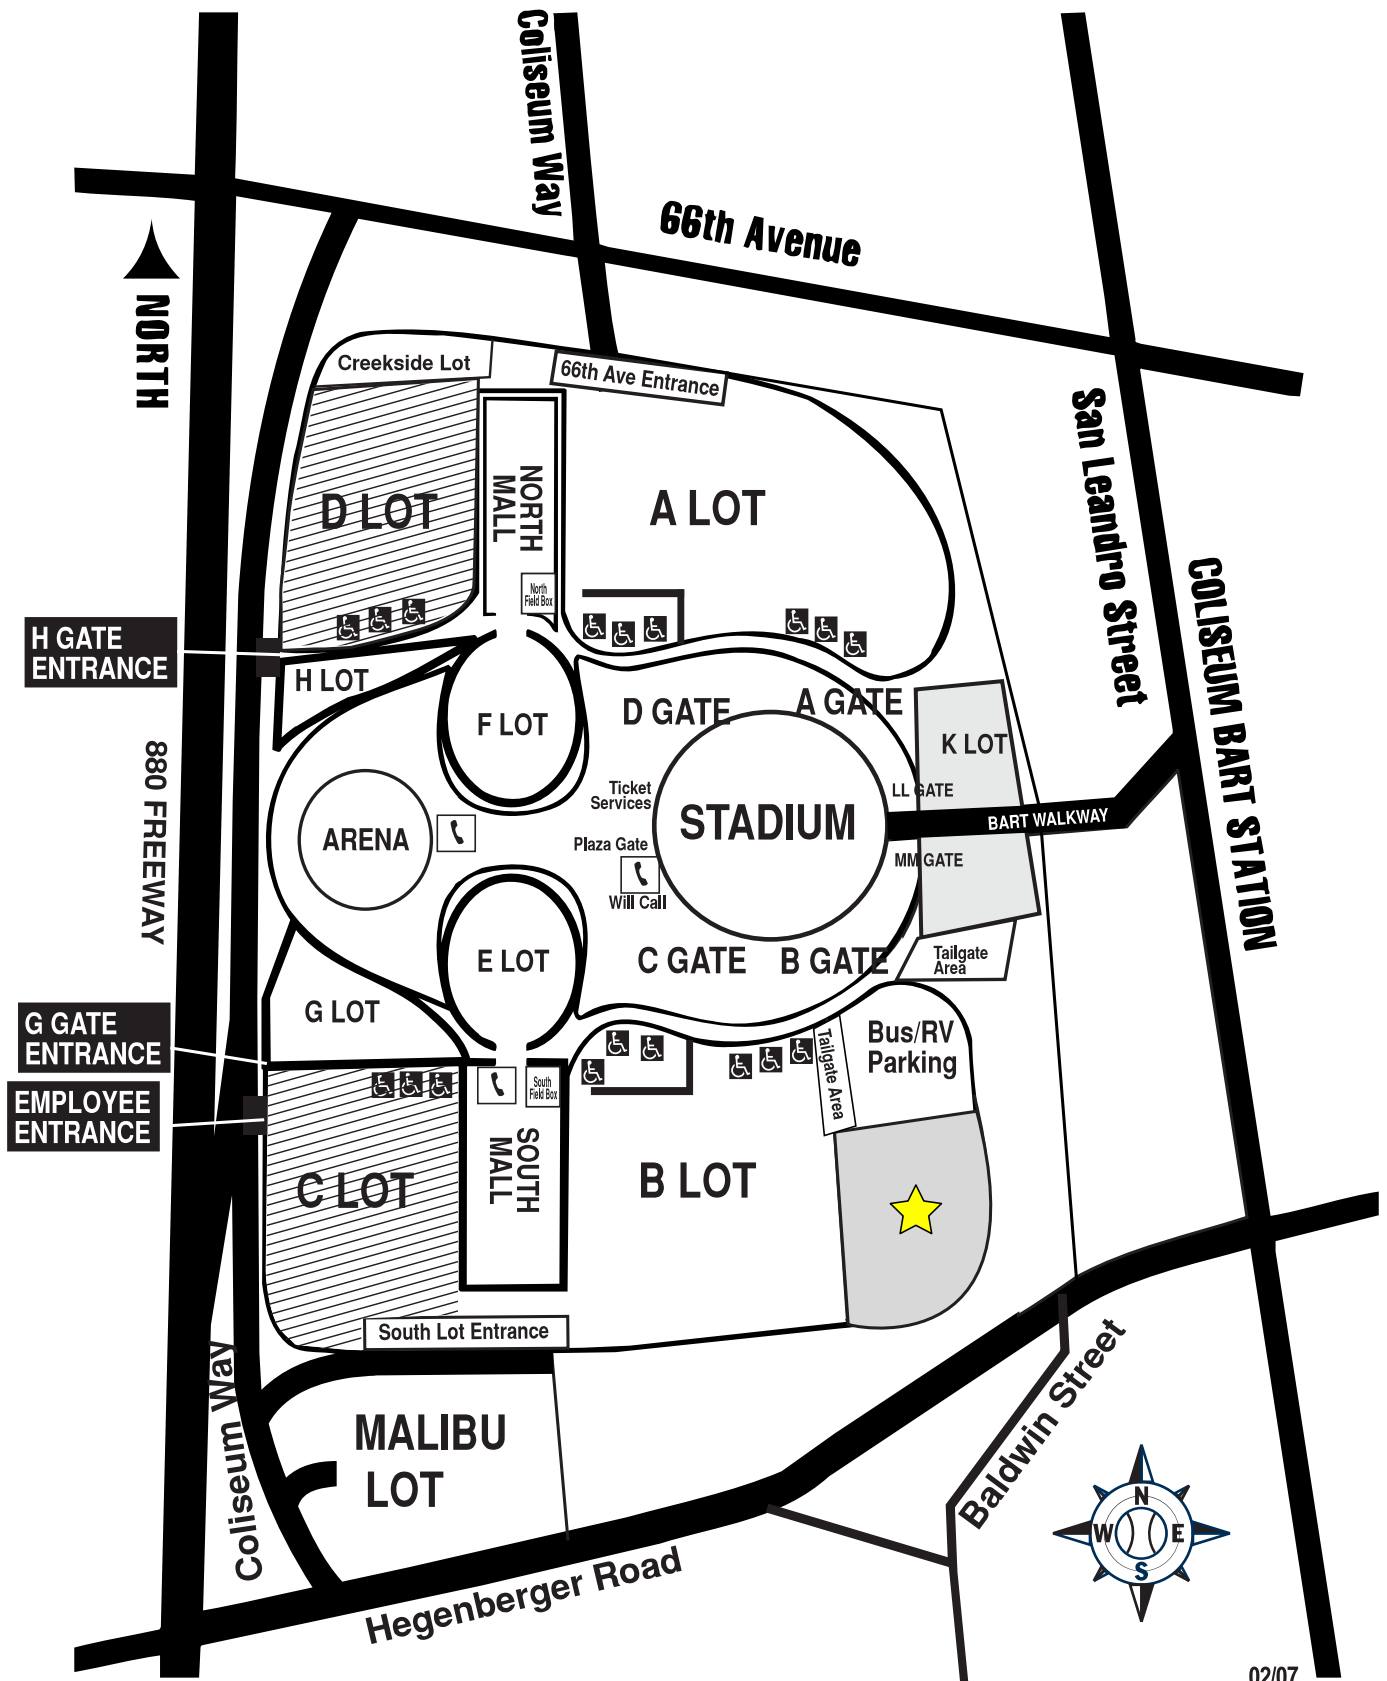 Coliseum Way
66th Avenue
NORTH
Creekside Lot
66th Ave Entrance
San Leandro Street
D LOT
NORTH
MALL
A LOT
North
Field Box
COLISEUM BART STATION
H GATE
ENTRANCE
H LOT
F LOT
D GATE
A GATE
K LOT
880 FREEWAY
Ticket
Services
LL GATE
STADIUM
BART WALKWAY
ARENA
Plaza Gate
MM GATE
Will Call
E LOT
C GATE
B GATE
Tailgate
Area
G LOT
G GATE
ENTRANCE
Bus/RV
Parking
Tailgate Area
EMPLOYEE
ENTRANCE
South
Field Box
SOUTH
MALL
C LOT
B LOT
South Lot Entrance
Coliseum Way
MALIBU
LOT
Baldwin Street
Hegenberger Road
N
W
E
S
02/07